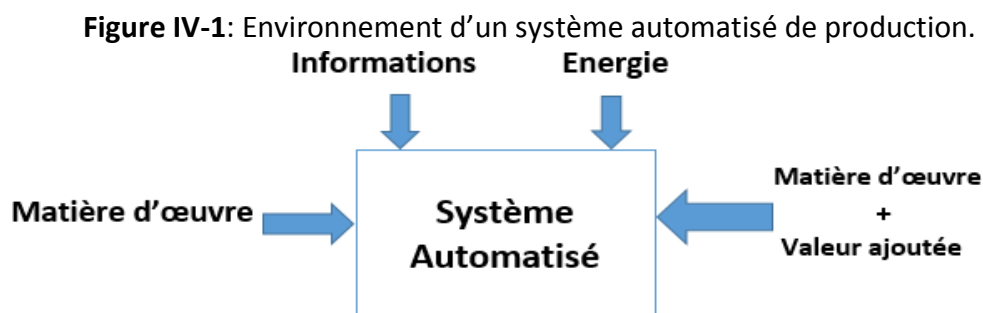 Figure IV-1: Environnement d’un système automatisé de production.
Informations
Energie
Matière d’œuvre
Système
Automatisé
Matière d’œuvre
+
Valeur ajoutée